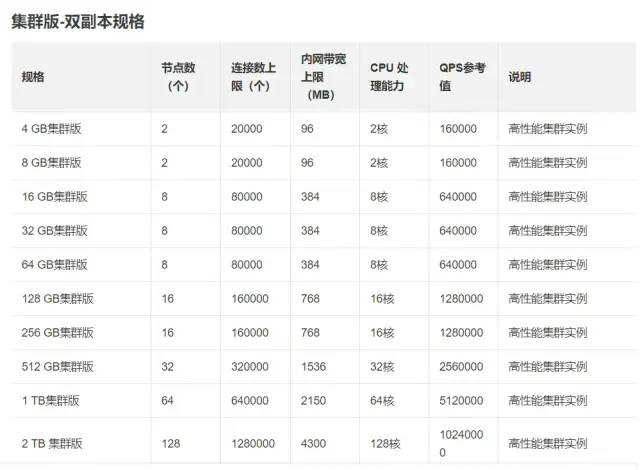 集群版-双副本规格
规格 节点数（个） 连接数上限（个） 内网带宽上限（MB） CPU 处理能力 QPS参考值 说明
4 GB集群版 2 20000 96 2核 160000 高性能集群实例
8 GB集群版 2 20000 96 2核 160000 高性能集群实例
16 GB集群版 8 80000 384 8核 640000 高性能集群实例
32 GB集群版 8 80000 384 8核 640000 高性能集群实例
64 GB集群版 8 80000 384 8核 640000 高性能集群实例
128 GB集群版 16 160000 768 16核 1280000 高性能集群实例
256 GB集群版 16 160000 768 16核 1280000 高性能集群实例
512 GB集群版 32 320000 1536 32核 2560000 高性能集群实例
1 TB集群版 64 640000 2150 64核 5120000 高性能集群实例
2 TB 集群版 128 1280000 4300 128核 10240000 高性能集群实例